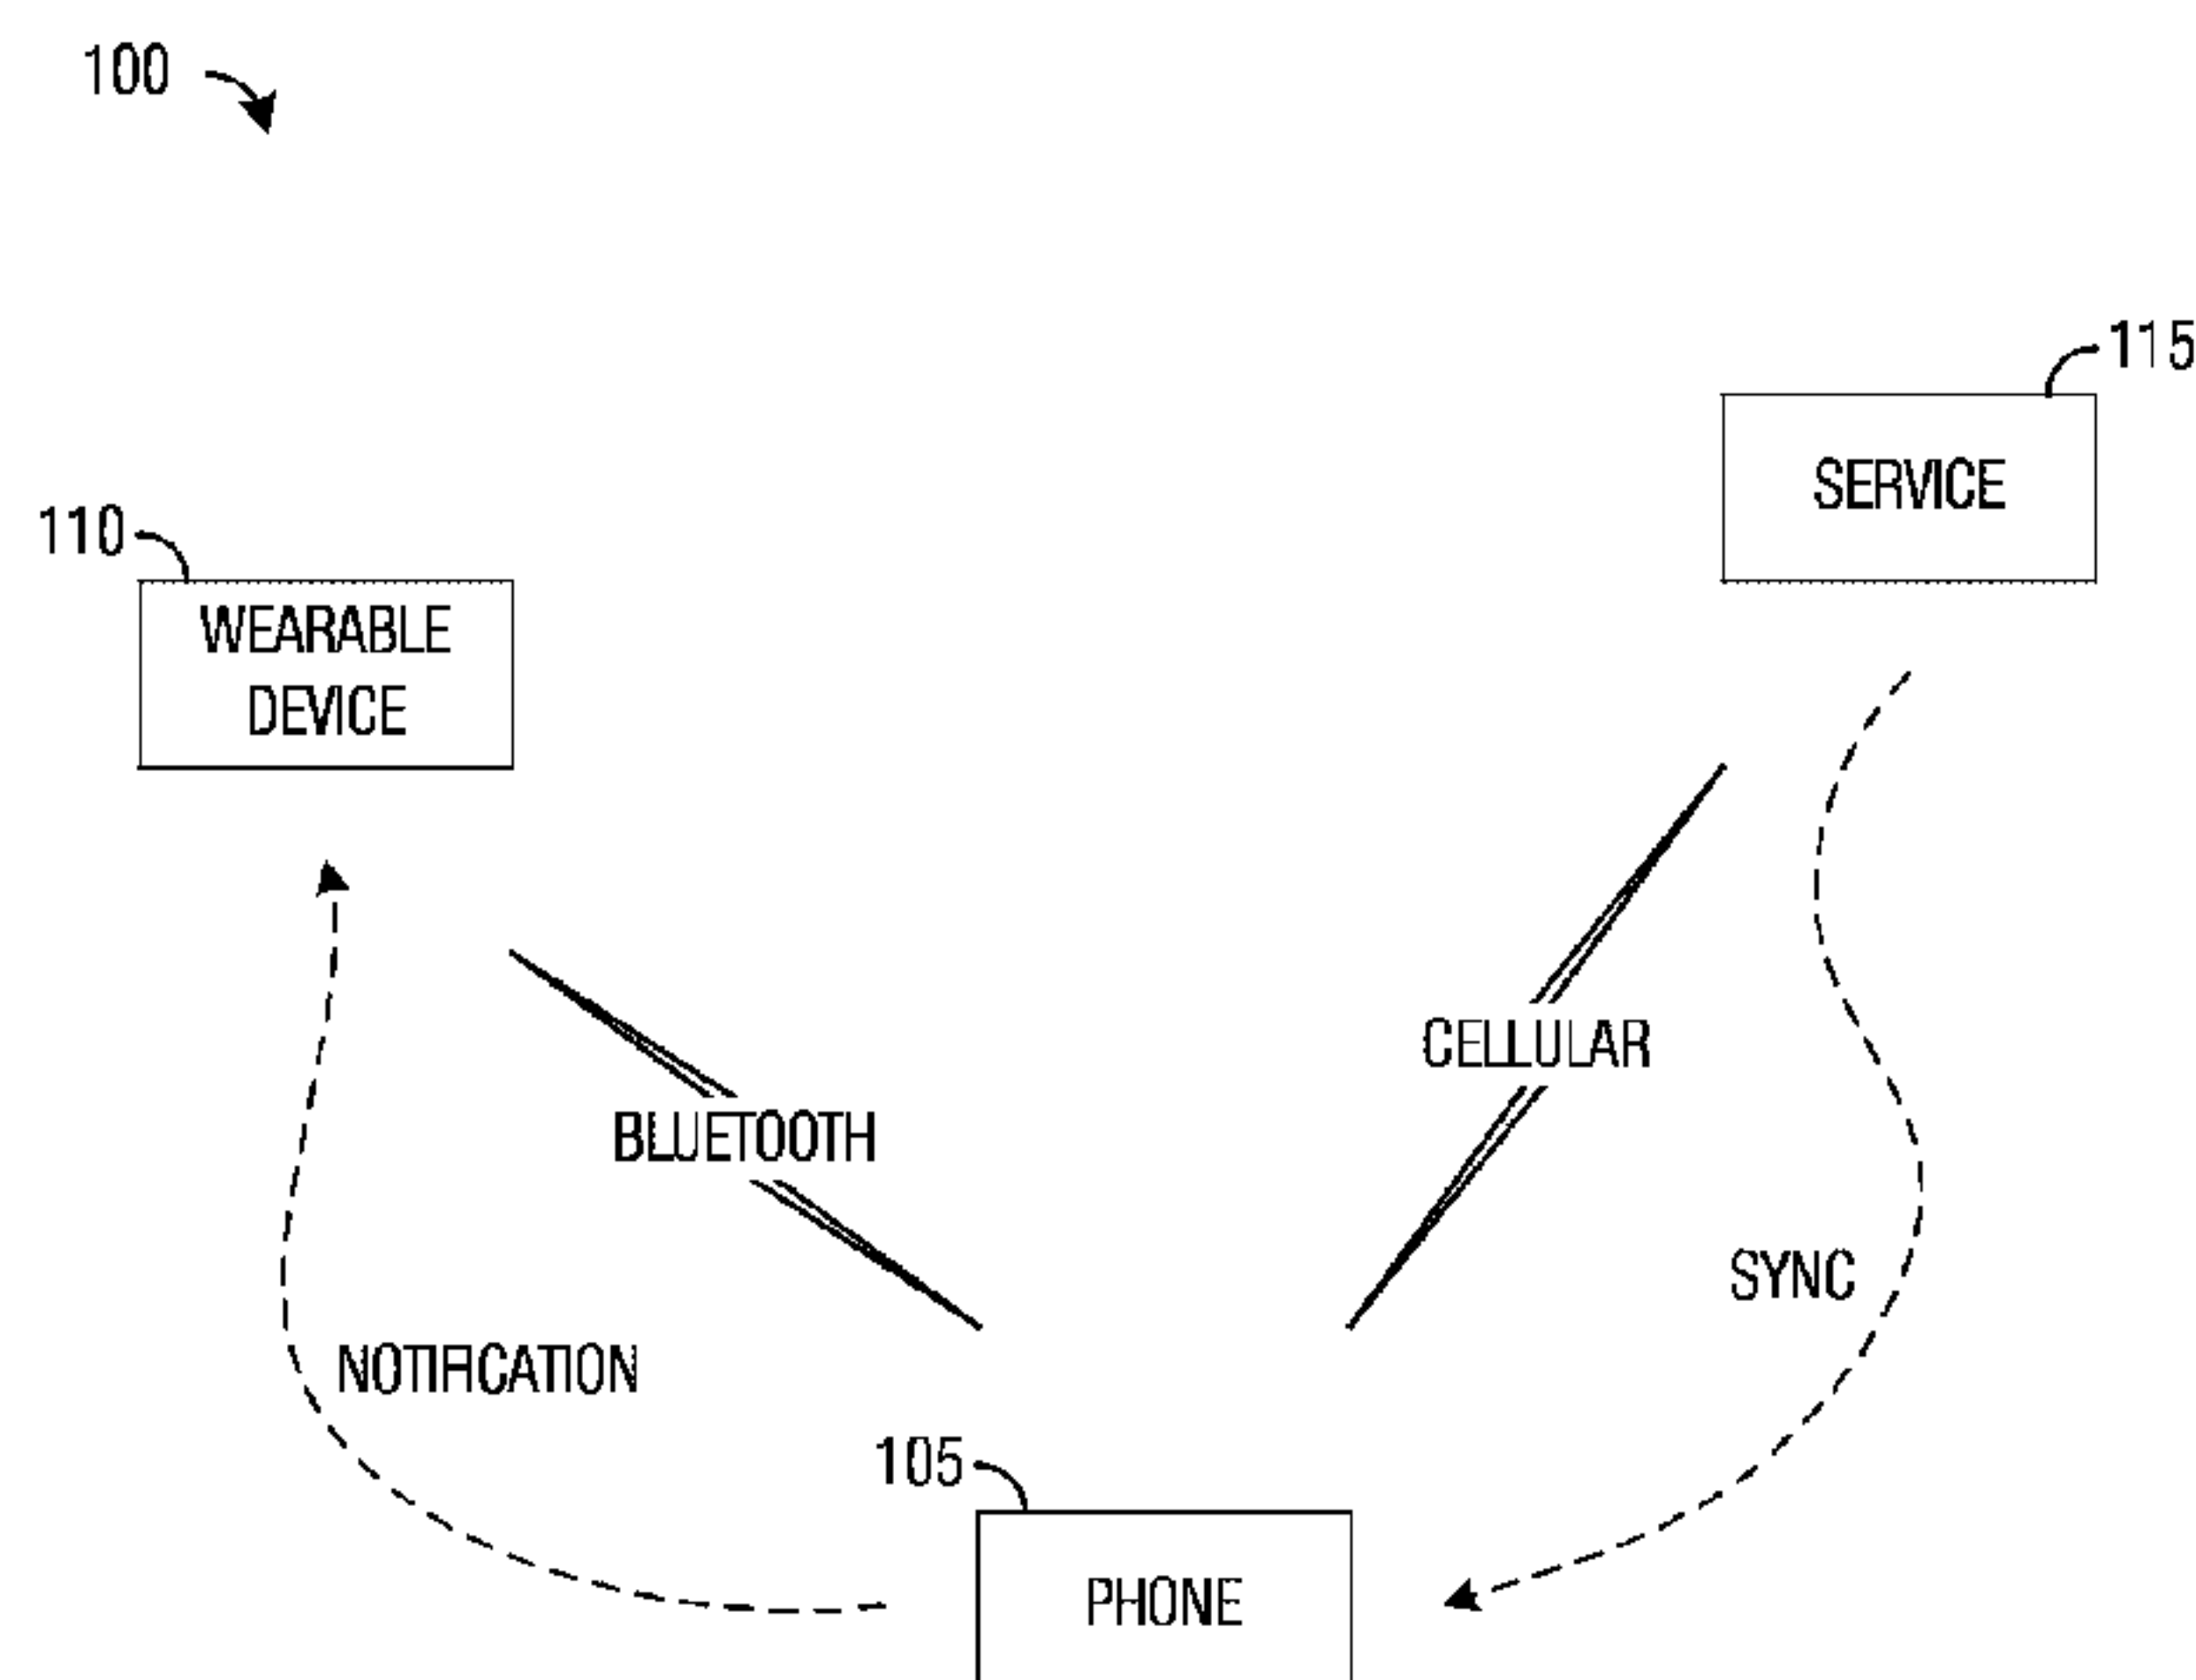 100
115
SERVICE
110
WEARABLE
DEVICE
CELLULAR
BLUETOOTH
SYNC
NOTIFICATION
105
PHONE